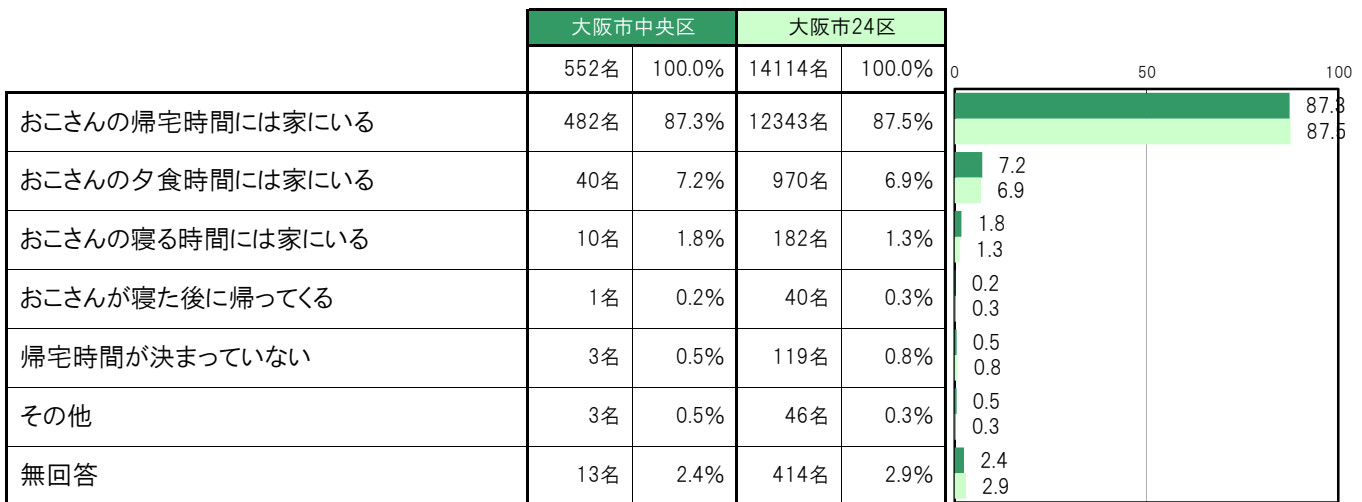 大阪市中央区 大阪市24区
552名 100.0% 14114名 100.0% 0 50 100
おこさんの帰宅時間には家にいる 482名 87.3% 12343名 87.5% 87.3
87.5
おこさんの夕食時間には家にいる 40名 7.2% 970名 6.9% 7.2
6.9
おこさんの寝る時間には家にいる 10名 1.8% 182名 1.3% 1.8
1.3
おこさんが寝た後に帰ってくる 1名 0.2% 40名 0.3% 0.2
0.3
帰宅時間が決まっていない 3名 0.5% 119名 0.8% 0.5
0.8
その他 3名 0.5% 46名 0.3% 0.5
0.3
無回答 13名 2.4% 414名 2.9% 2.4
2.9